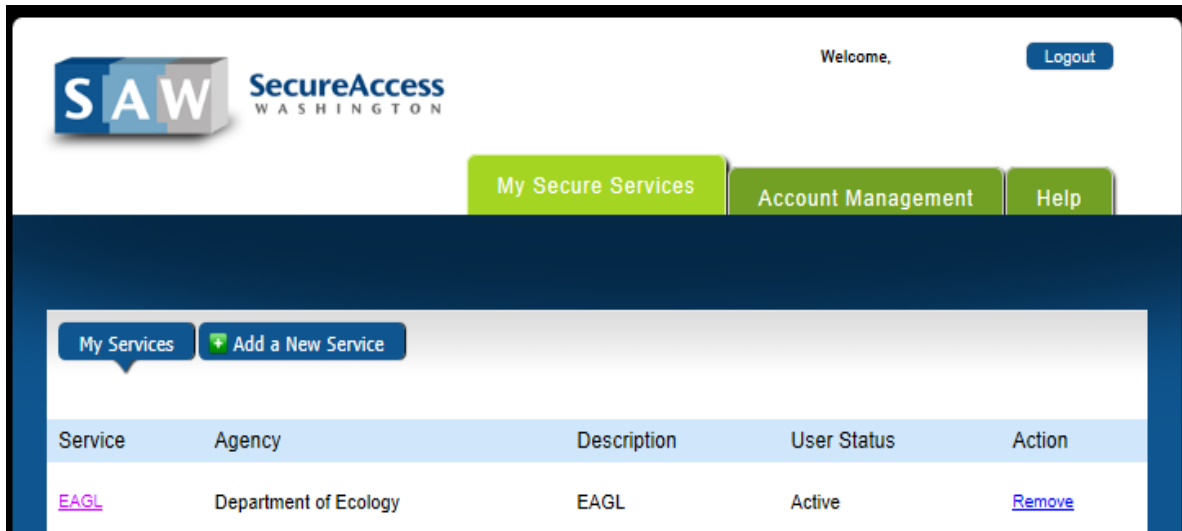 Welcome,
Logout
SAW
SecureAccess
WASHINGTON
My Secure Services
Account Management
Help
My Services
Add a New Service
Service Agency Description User Status Action
EAGL Department of Ecology EAGL Active Remove